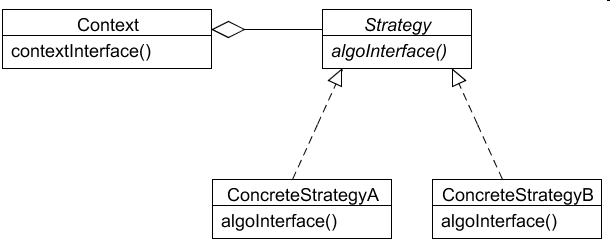 Context
contextInterface()
Strategy
algoInterface()
ConcreteStrategyA
algoInterface()
ConcreteStrategyB
algoInterface()